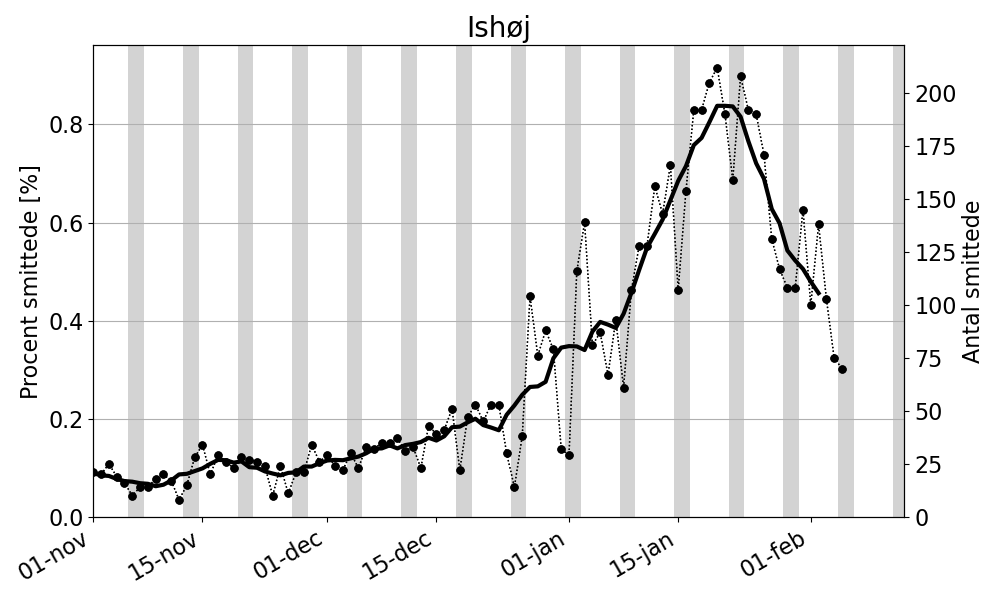 Ishøj
Procent smittede [%]
0.8
0.6
0.4
0.2
0.0
200
175
150
125
100
75
50
25
0
Antal smittede
01-nov
15-nov
01-dec
15-dec
01-jan
15-jan
01-feb